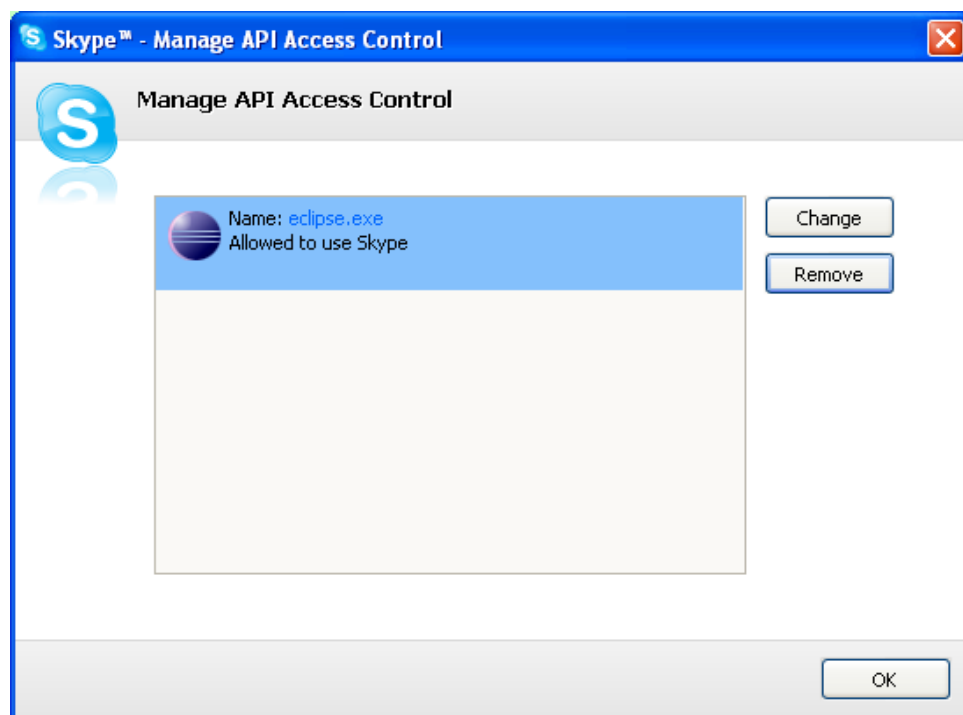 Skype™ - Manage API Access Control
Manage API Access Control
Name: eclipse.exe
Allowed to use Skype
Change
Remove
OK